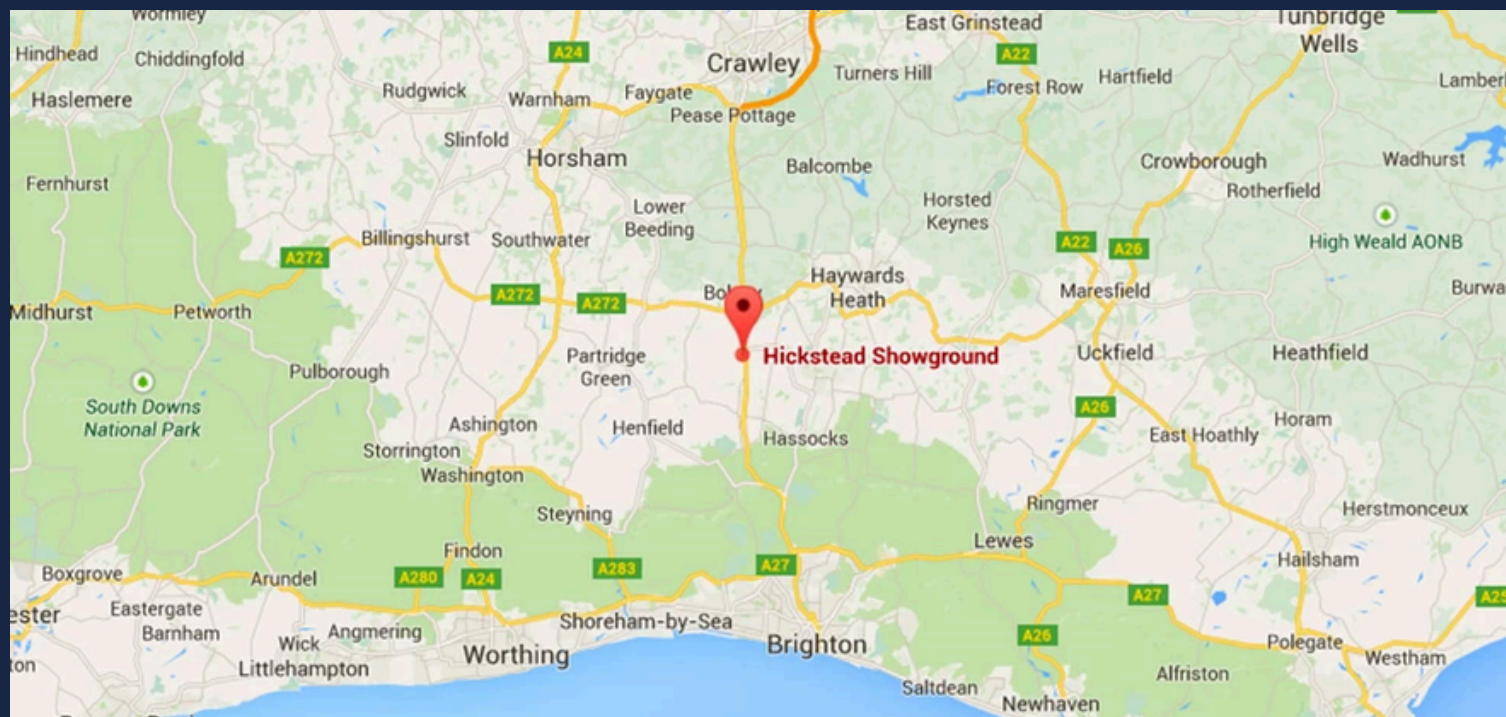 Wormley
East Grinstead
Tunbridge
Wells
Hindhead
Chiddingfold
A24
Crawley
A22
Turners Hill
Hartfield
Haslemere
Rudgwick
Warnham
Faygate
Forest Row
Pease Pottage
Slinfold
Horsham
Balcombe
Crowborough
Wadhurst
Fernhurst
Rotherfield
Lower
Beeding
Horsted
Keynes
Billingshurst
Southwater
A22
A26
High Weald AONB
A272
Haywards
Heath
A272
A272
Maresfield
Midhurst
Petworth
Partridge
Green
Hickstead Showground
Uckfield
Heathfield
Pulborough
South Downs
National Park
A26
Ashington
Henfield
Hassocks
East Hoathly
Horam
Storrington
Washington
Steyning
Ringmer
Herstmonceux
Findon
Lewes
Hailsham
Boxgrove
Arundel
A280
A24
A283
A27
A27
ester
Eastergate
Barnham
Wick
Angmering
Shoreham-by-Sea
A26
Littlehampton
Worthing
Brighton
Polegate
Westham
ton
Saltdean
Alfriston
Newhaven